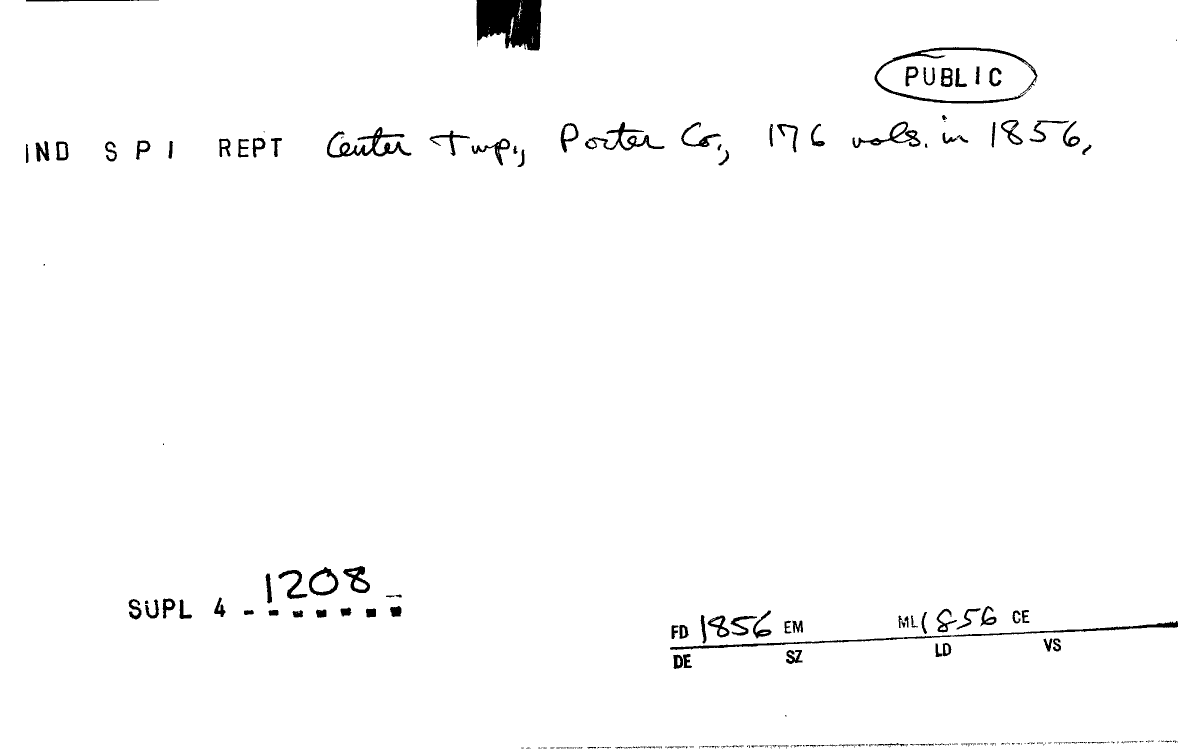 PUBLIC
IND S P I REPT Center Twp., Porter Co., 176 vols. in 1856,
1208
SUPL 4 - - - - - - -
FD 1856 EM ML 1856 CE
DE SZ LD VS